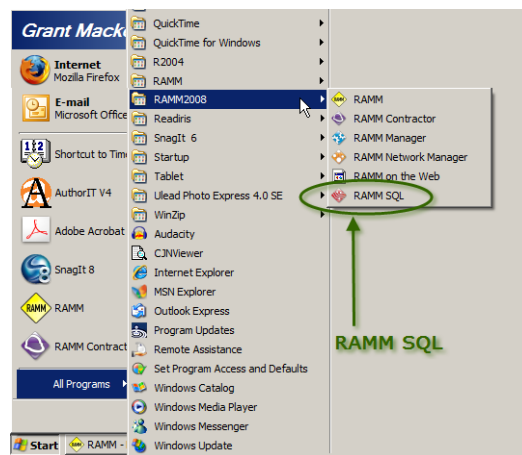 Grant Mack
Internet
Mozilla Firefox
E-mail
Microsoft Office
Shortcut to Tim
AuthorIT V4
Adobe Acrobat
SnagIt 8
RAMM
RAMM
RAMM Contract
All Programs
Start
RAMM -
QuickTime
QuickTime for Windows
R2004
RAMM
RAMM2008
Readiris
SnagIt 6
Startup
Tablet
Ulead Photo Express 4.0 SE
WinZip
Audacity
CJNViewer
Internet Explorer
MSN Explorer
Outlook Express
Program Updates
Remote Assistance
Set Program Access and Defaults
Windows Catalog
Windows Media Player
Windows Messenger
Windows Update
RAMM
RAMM Contractor
RAMM Manager
RAMM Network Manager
RAMM on the Web
RAMM SQL
RAMM SQL